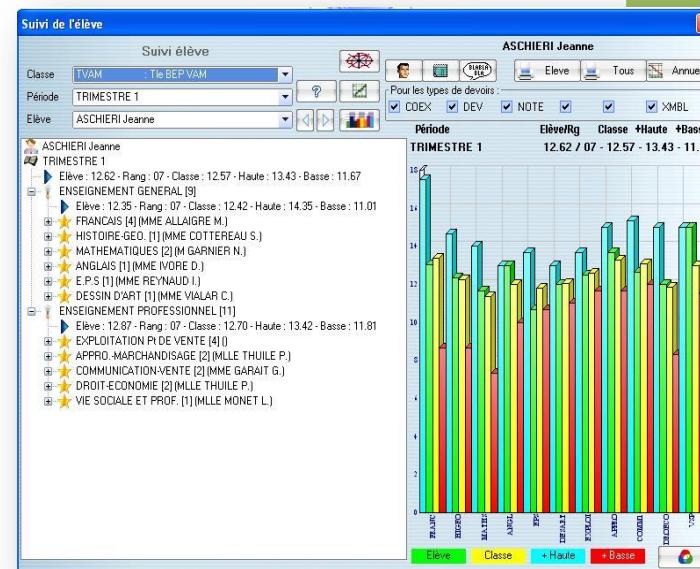 Suivi de l'élève
Suivi élève
Classe TVAM : Tle BEP VAM
Période TRIMESTRE 1
Elève ASCHIERI Jeanne
ASCHIERI Jeanne
TRIMESTRE 1
Elève : 12.62 - Rang : 07 - Classe : 12.57 - Haute : 13.43 - Basse : 11.67
ENSEIGNEMENT GENERAL [9]
Elève : 12.35 - Rang : 07 - Classe : 12.42 - Haute : 14.35 - Basse : 11.01
FRANCAIS [4] (MME ALLAIGRE M.)
HISTOIRE-GEO. [1] (MME COTTEREAU S.)
MATHEMATIQUES [2] (M GARNIER N.)
ANGLAIS [1] (MME IVORE D.)
E.P.S [1] (MME REYNAUD I.)
DESSIN D'ART [1] (MME VIALAR C.)
ENSEIGNEMENT PROFESSIONNEL [11]
Elève : 12.87 - Rang : 07 - Classe : 12.70 - Haute : 13.42 - Basse : 11.81
EXPLOITATION Pt DE VENTE [4] ()
APPRO.-MARCHANDISAGE [2] (MLLE THUILE P.)
COMMUNICATION-VENTE [2] (MME GARAIT G.)
DROIT-ECONOMIE [2] (MLLE THUILE P.)
VIE SOCIALE ET PROF. [1] (MLLE MONET L.)
ASCHIERI Jeanne
BLABLA BLA Eleve Tous Annue
Pour les types de devoirs :
COEX DEV NOTE XMBL
Période Elève/Rg Classe +Haute +Bass
TRIMESTRE 1 12.62 / 07 - 12.57 - 13.43 - 11.
18
14
12
10
8
6
4
2
0
FRANC HIGEO MATHS ANGL EPS DESART EXPLOI APPRO COMMU DROECO VSP
Elève Classe + Haute + Basse